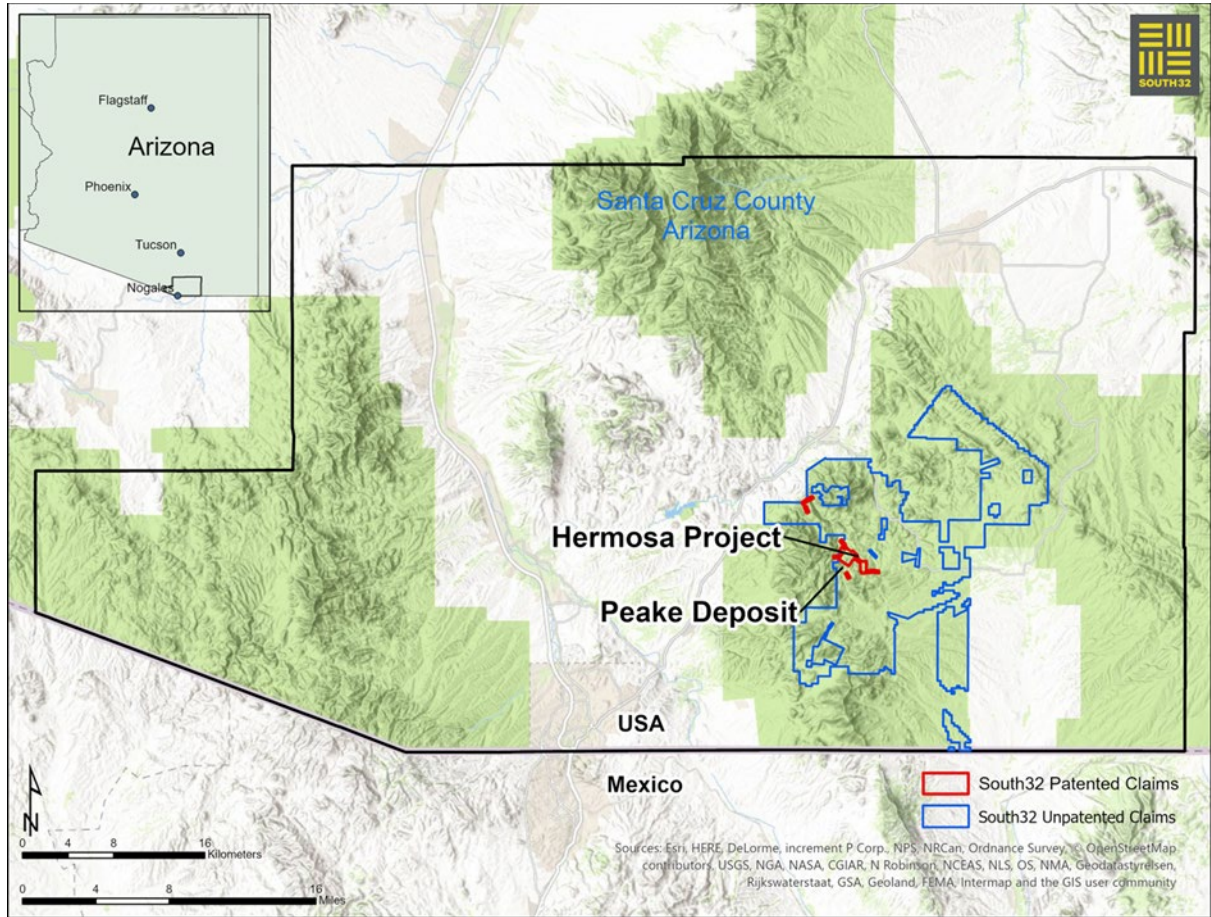 SOUTH32
Flagstaff
Arizona
Phoenix
Tucson
Nogales
Santa Cruz County
Arizona
Hermosa Project
Peake Deposit
USA
Mexico
South32 Patented Claims
South32 Unpatented Claims
N
0 4 8 16
Kilometers
0 4 8 16
Miles
Sources: Esri, HERE, DeLorme, increment P Corp., NPS, NRCan, Ordnance Survey, © OpenStreetMap
contributors, USGS, NGA, NASA, CGIAR, N Robinson, NCEAS, NLS, OS, NMA, Geodatastyrelsen,
Rijkswaterstaat, GSA, Geoland, FEMA, Intermap and the GIS user community